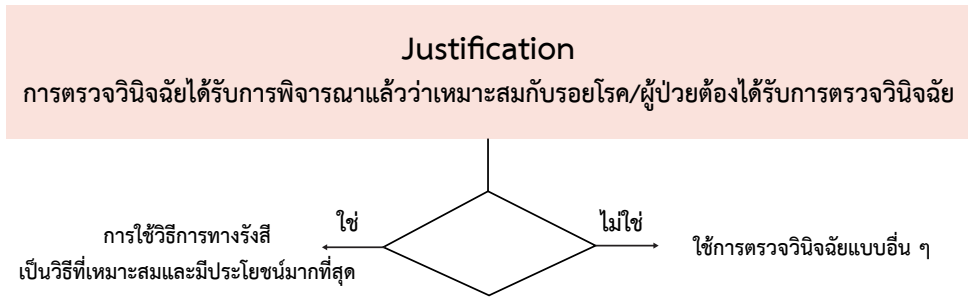 Justification
การตรวจวินิจฉัยได้รับการพิจารณาแล้วว่าเหมาะสมกับรอยโรค/ผู้ป่วยต้องได้รับการตรวจวินิจฉัย
ใช่
ไม่ใช่
การใช้วิธีการทางรังสี
เป็นวิธีที่เหมาะสมและมีประโยชน์มากที่สุด
ใช้การตรวจวินิจฉัยแบบอื่น ๆ